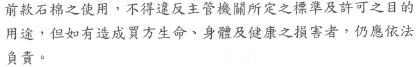 前款石棉之使用，不得違反主管機關所定之標準及許可之目的
用途，但如有造成買方生命、身體及健康之損害者，仍應依法
負責。